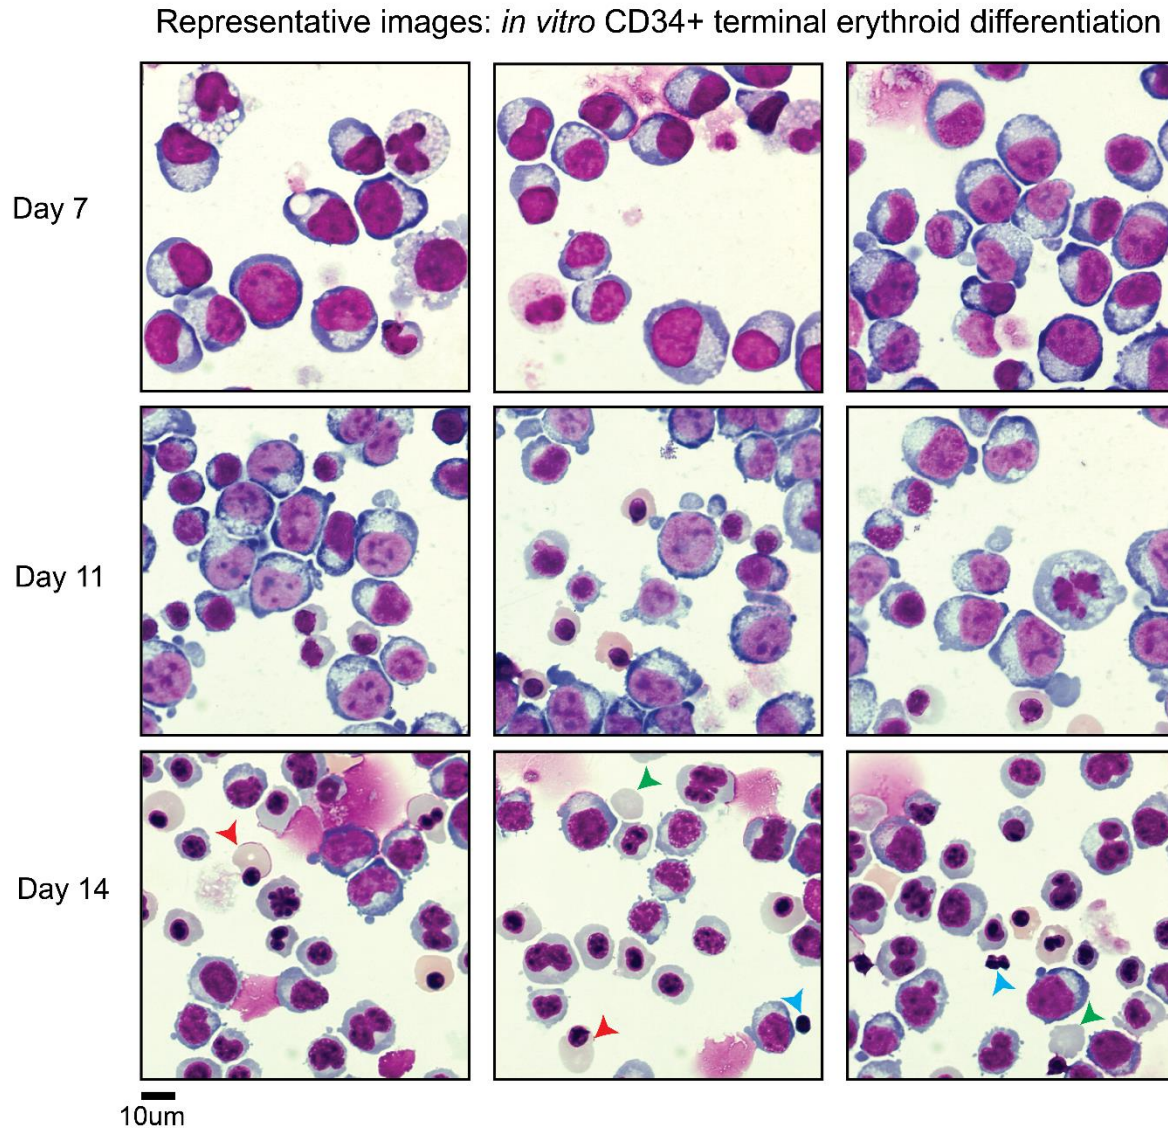 Representative images: in vitro CD34+ terminal erythroid differentiation
Day 7
Day 11
Day 14
10um